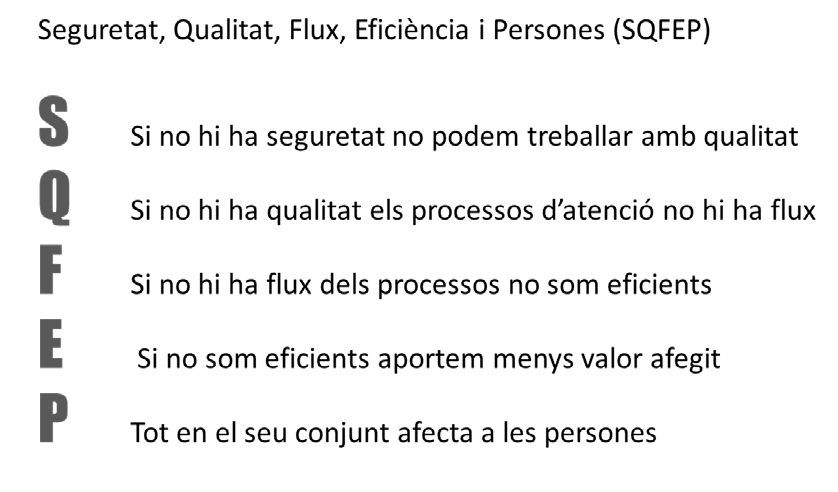 Seguretat, Qualitat, Flux, Eficiència i Persones (SQFEP)
S Si no hi ha seguretat no podem treballar amb qualitat
Q Si no hi ha qualitat els processos d’atenció no hi ha flux
F Si no hi ha flux dels processos no som eficients
E Si no som eficients aportem menys valor afegit
P Tot en el seu conjunt afecta a les persones